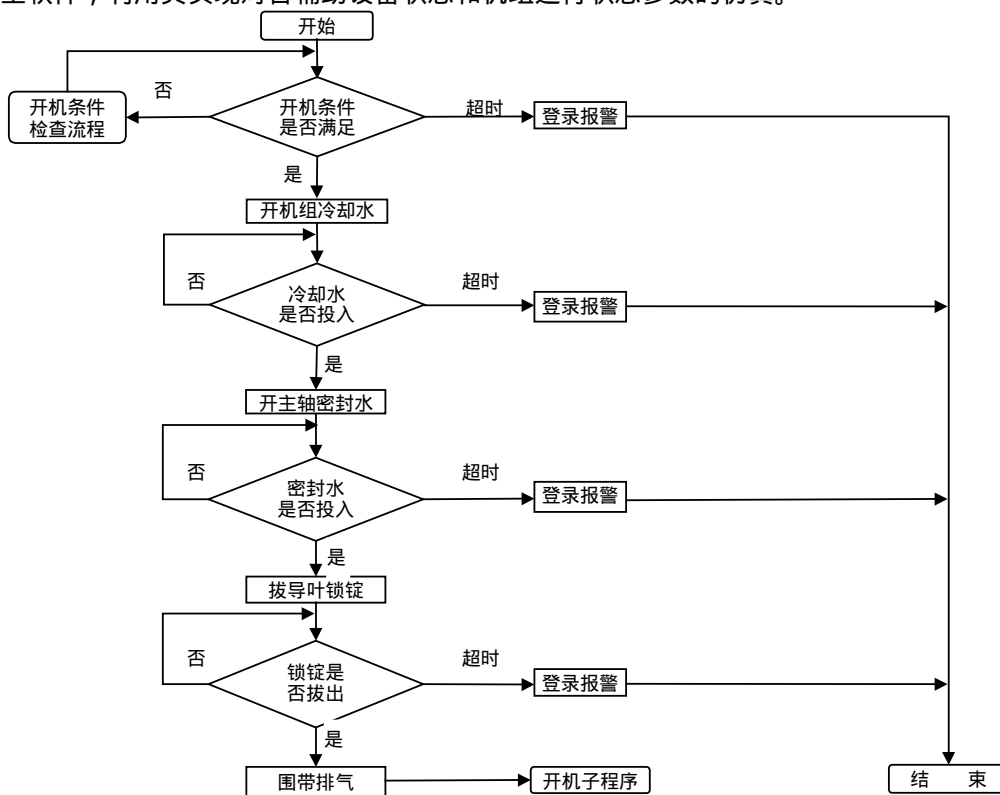 开始
否
开机条件
检查流程
开机条件
是否满足
超时
登录报警
是
开机组冷却水
否
冷却水
是否投入
超时
登录报警
是
开主轴密封水
否
密封水
是否投入
超时
登录报警
是
拔导叶锁锭
否
锁锭是
否拔出
超时
登录报警
是
围带排气
开机子程序
结 束